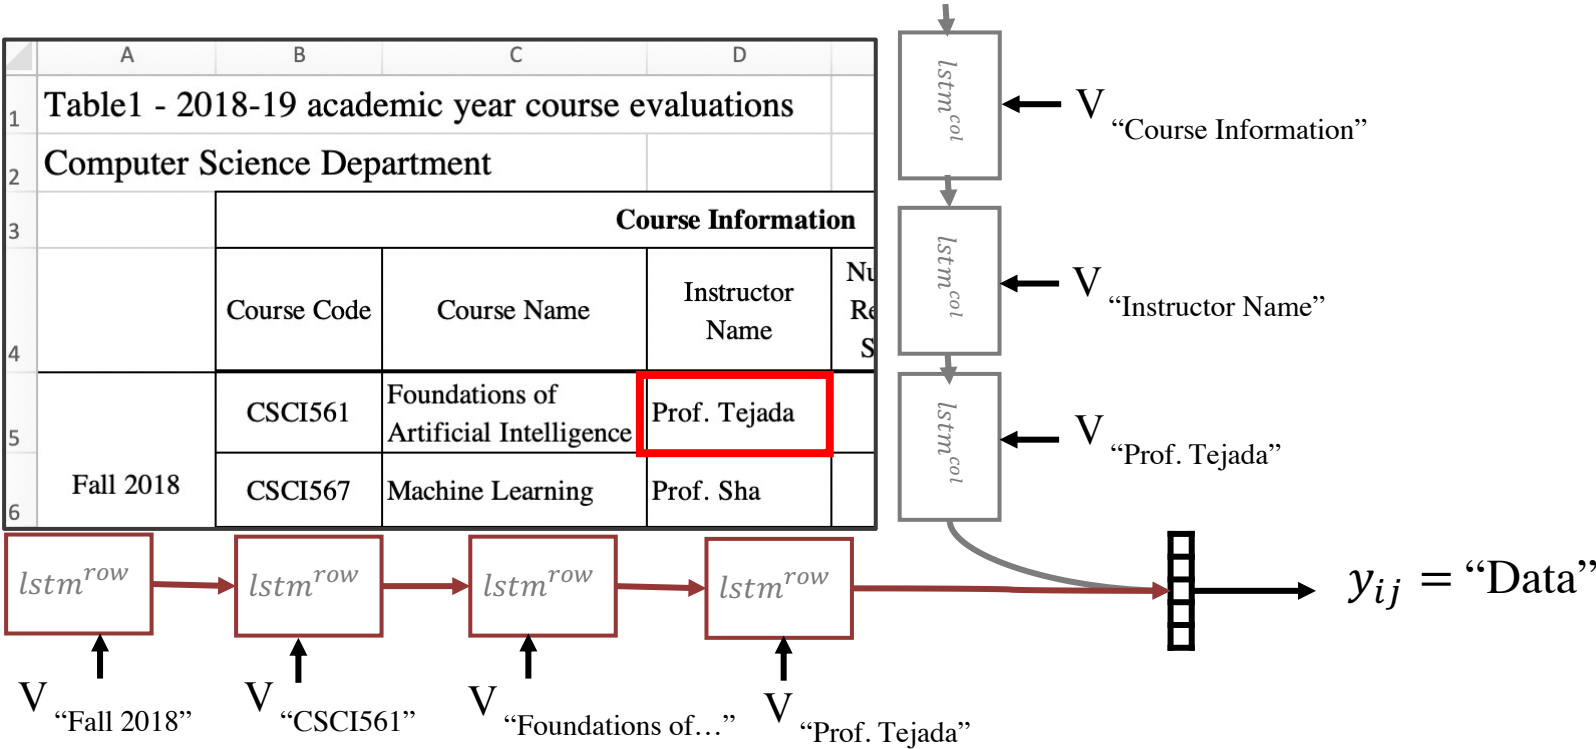 A B C D
1 Table1 - 2018-19 academic year course evaluations
2 Computer Science Department
3 Course Information
4 Course Code Course Name Instructor Name Nu Re S
5 CSCI561 Foundations of Artificial Intelligence Prof. Tejada
Fall 2018
6 CSCI567 Machine Learning Prof. Sha
lstm^col
V "Course Information"
lstm^col
V "Instructor Name"
lstm^col
V "Prof. Tejada"
lstm^row lstm^row lstm^row lstm^row
y_ij = “Data”
V “Fall 2018” V “CSCI561” V “Foundations of…” V “Prof. Tejada”